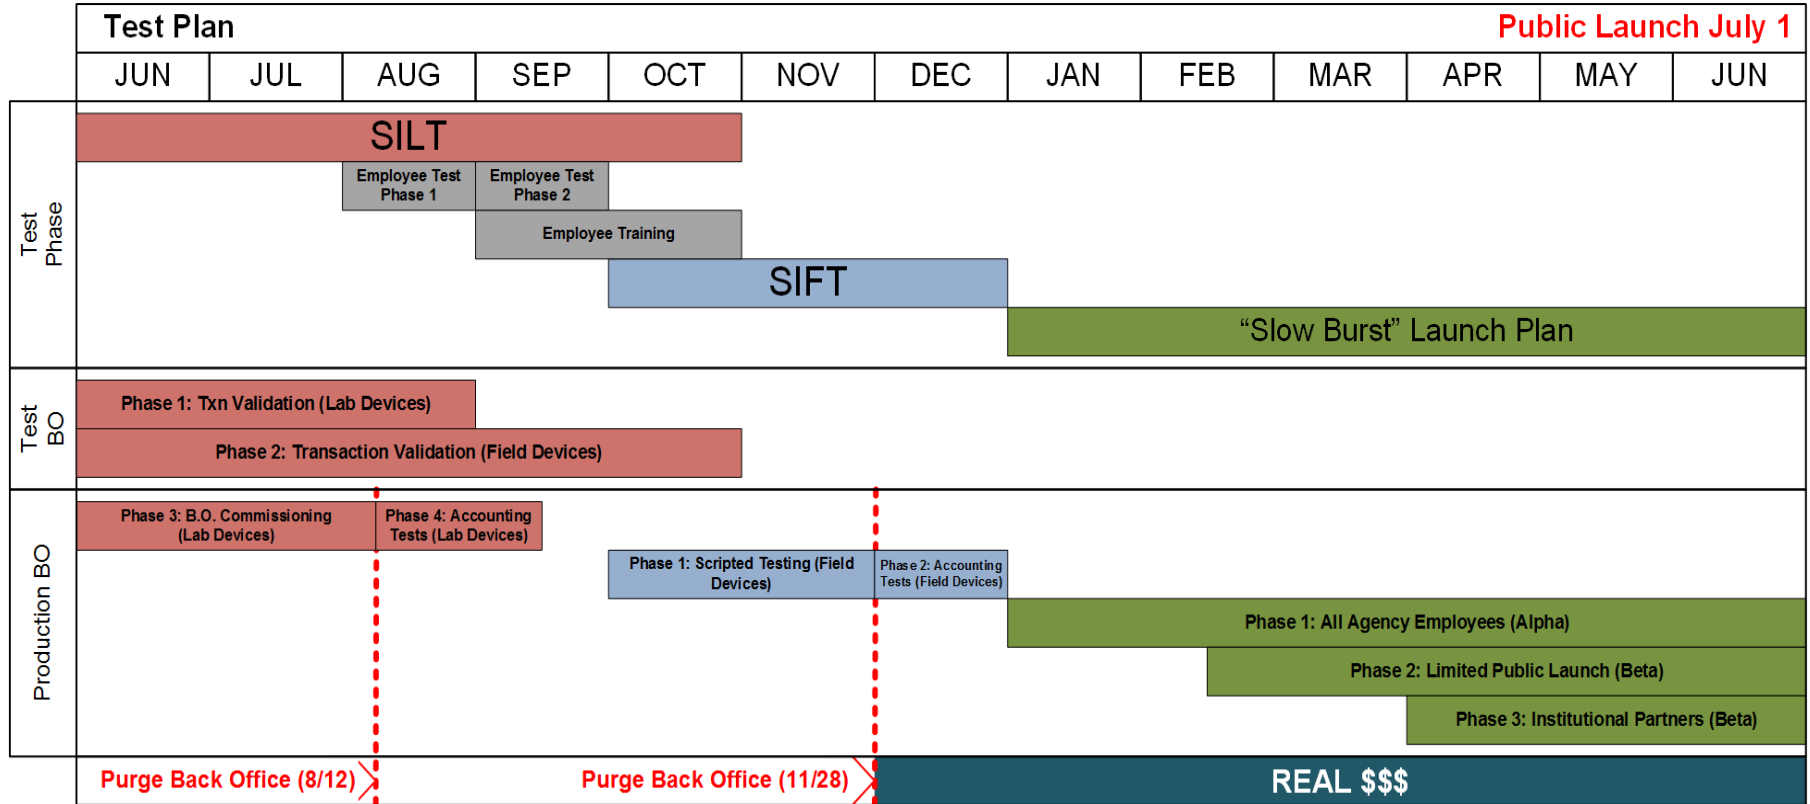 Test Plan
Public Launch July 1
JUN JUL AUG SEP OCT NOV DEC JAN FEB MAR APR MAY JUN
Test
Phase
SILT
Employee Test
Phase 1
Employee Test
Phase 2
Employee Training
SIFT
“Slow Burst” Launch Plan
Test
BO
Phase 1: Txn Validation (Lab Devices)
Phase 2: Transaction Validation (Field Devices)
Production BO
Phase 3: B.O. Commissioning
(Lab Devices)
Phase 4: Accounting
Tests (Lab Devices)
Phase 1: Scripted Testing (Field
Devices)
Phase 2: Accounting
Tests (Field Devices)
Phase 1: All Agency Employees (Alpha)
Phase 2: Limited Public Launch (Beta)
Phase 3: Institutional Partners (Beta)
Purge Back Office (8/12)
Purge Back Office (11/28)
REAL $$$